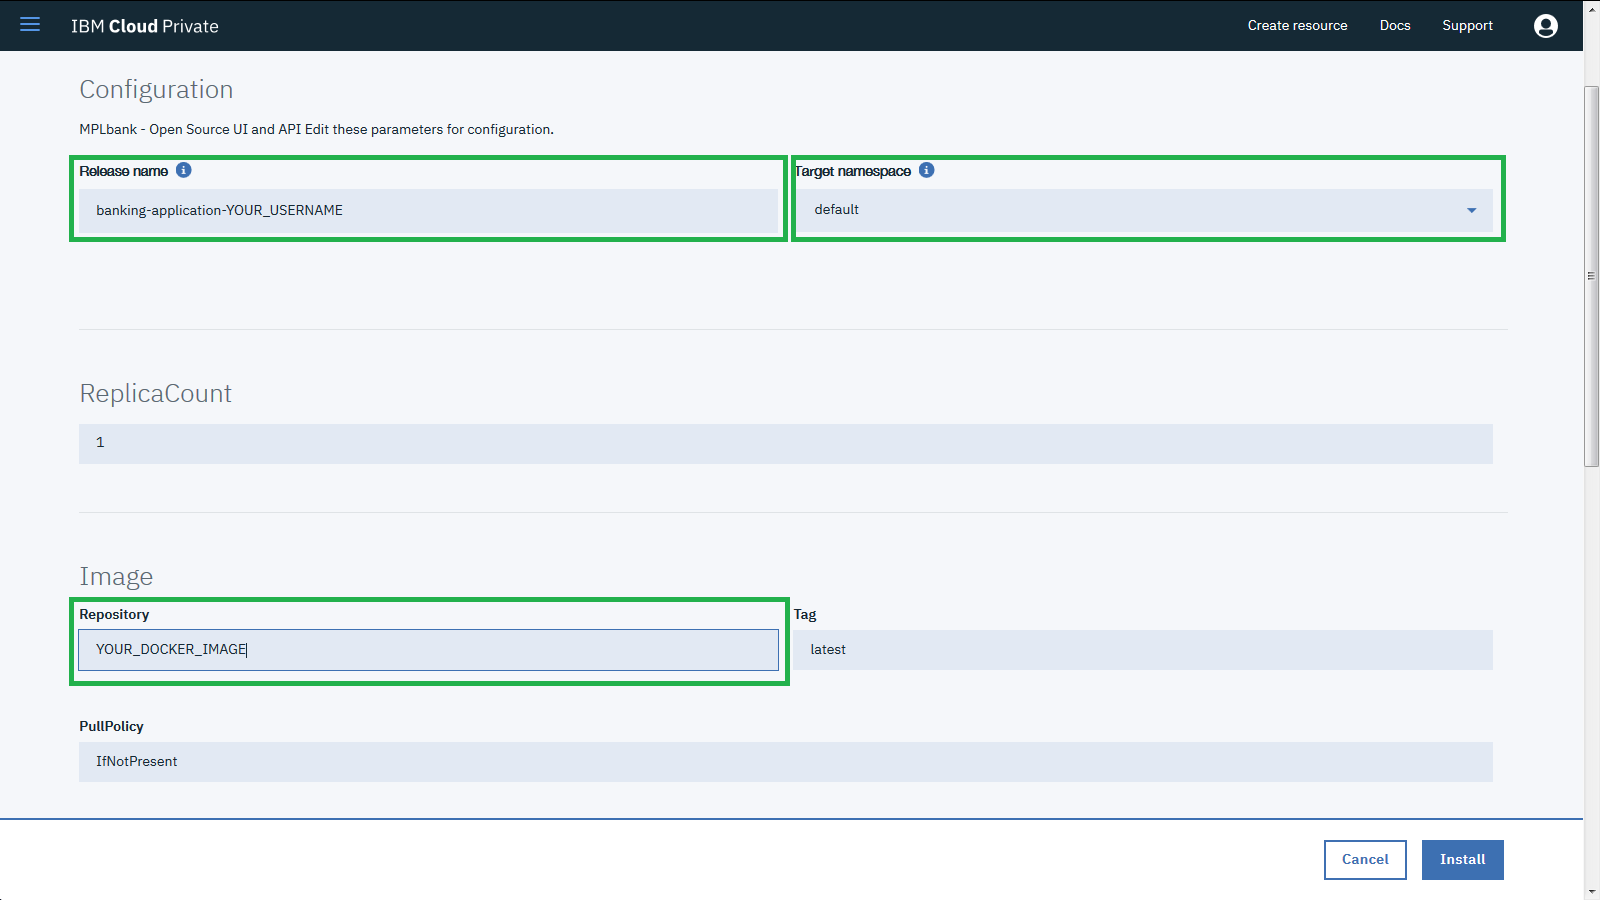 IBM Cloud Private
Create resource
Docs
Support
Configuration
MPLbank - Open Source UI and API Edit these parameters for configuration.
Release name
Target namespace
banking-application-YOUR_USERNAME
default
ReplicaCount
1
Image
Repository
Tag
YOUR_DOCKER_IMAGE
latest
PullPolicy
IfNotPresent
Cancel
Install